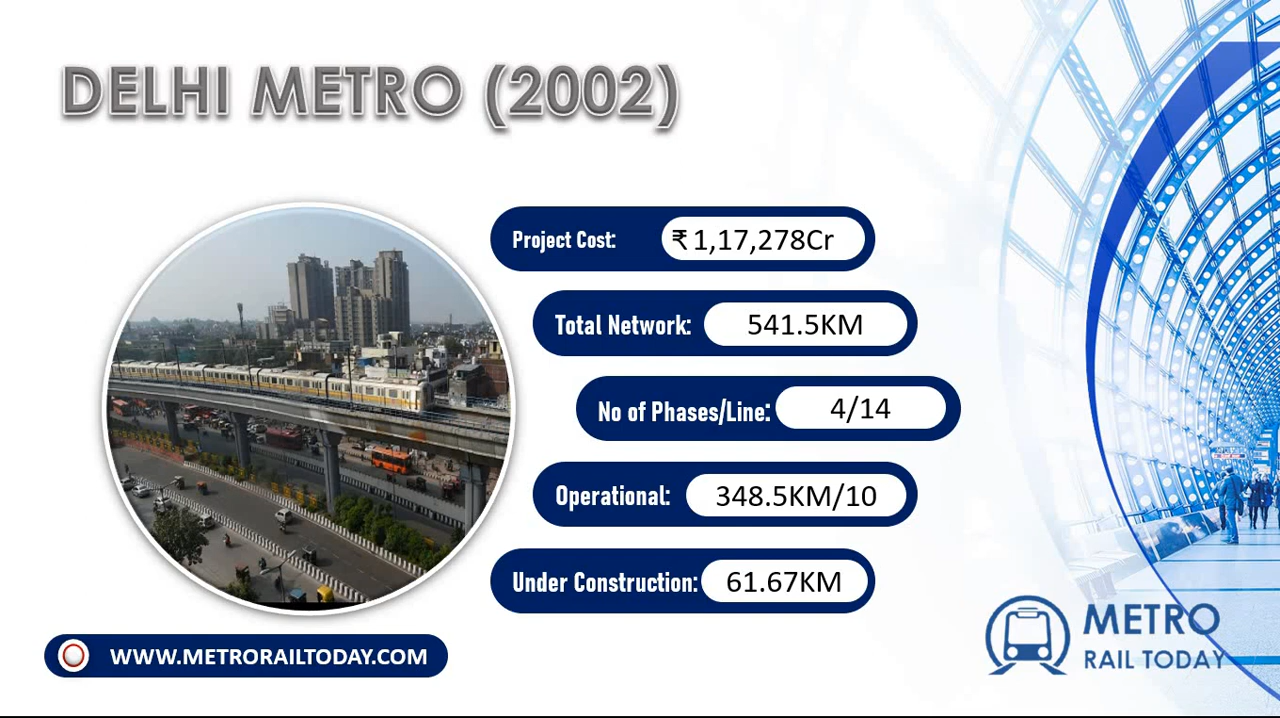 DELHI METRO (2002)
Project Cost: ₹ 1,17,278Cr
Total Network: 541.5KM
No of Phases/Line: 4/14
Operational: 348.5KM/10
Under Construction: 61.67KM
WWW.METRORAILTODAY.COM
METRO
RAIL TODAY